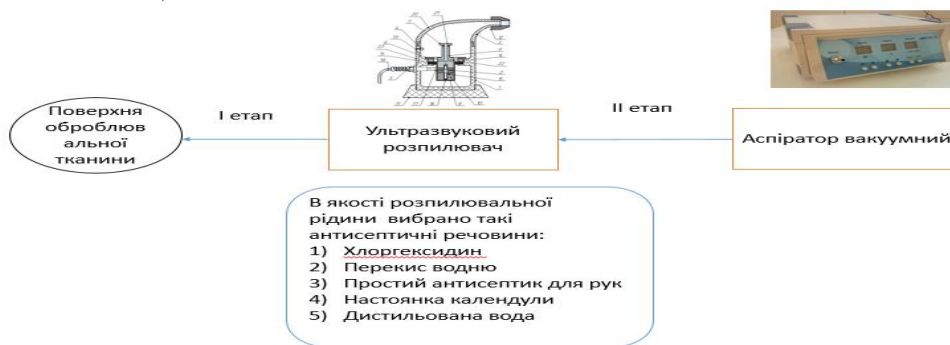 Поверхня
оброблюв
альної
тканини
I етап
Ультразвуковий
розпилювач
II етап
Аспіратор вакуумний
В якості розпилювальної
рідини вибрано такі
антисептичні речовини:
1) Хлоргексидин
2) Перекис водню
3) Простий антисептик для рук
4) Настоянка календули
5) Дистильована вода